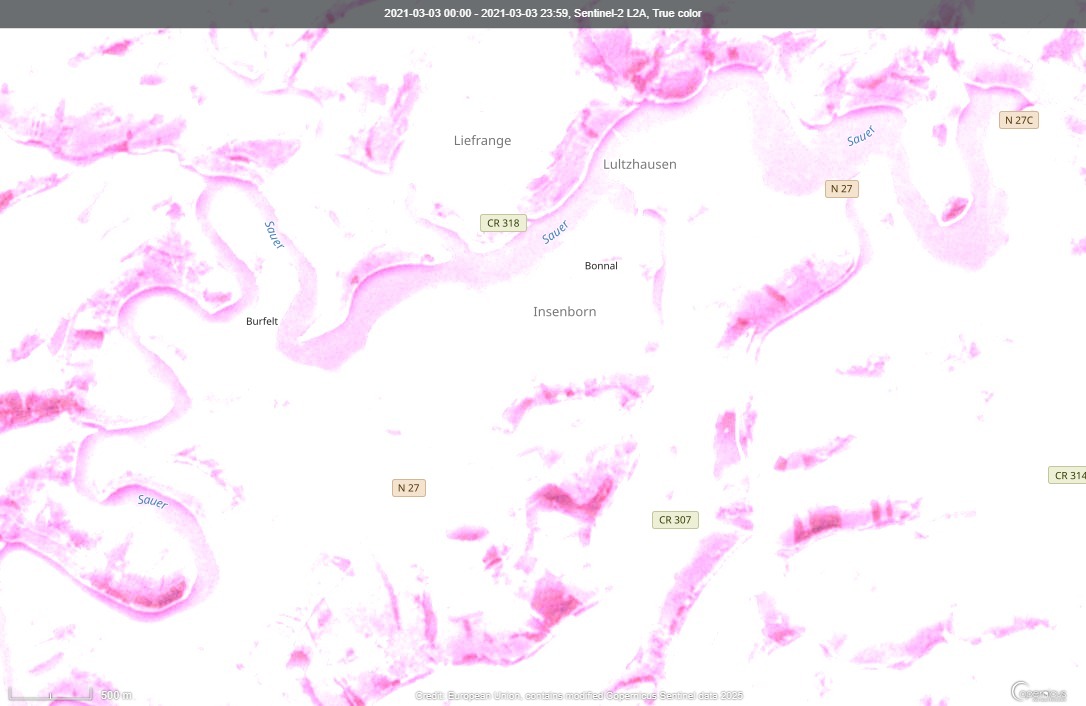 2021-03-03 00:00 - 2021-03-03 23:59, Sentinel-2 L2A, True color
N 27C
Sauer
Liefrange
Lultzhausen
N 27
CR 318
Sauer
Sauer
Bonnal
Insenborn
Burfelt
CR 314
N 27
Sauer
CR 307
500 m
Credit: European Union, contains modified Copernicus Sentinel data 2025
opernicus